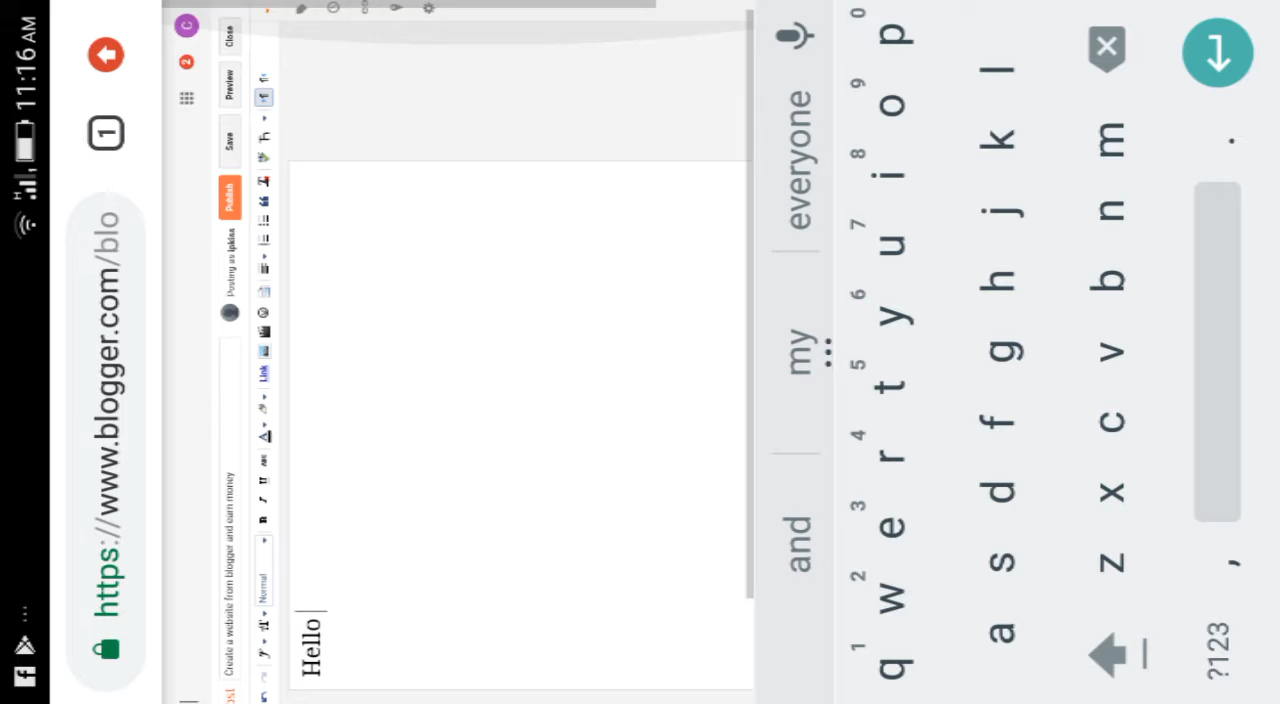 11:16 AM
https://www.blogger.com/blo
1
C
2
Create a website from blogger and earn money
Posting as
Publish
Save
Preview
Close
Normal
B I U ABC
A
Link
Hello
and
my
everyone
1 2 3 4 5 6 7 8 9 0
q w e r t y u i o p
a s d f g h j k l
z x c v b n m
?123 , .